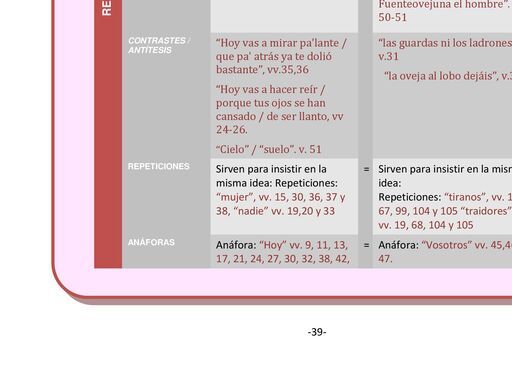 RE
Fuenteovejuna el hombre".
50-51
CONTRASTES /
ANTÍTESIS
"Hoy vas a mirar pa'lante /
que pa' atrás ya te dolió
bastante", vv.35,36
"Hoy vas a hacer reír /
porque tus ojos se han
cansado / de ser llanto, vv
24-26.
"Cielo" / "suelo". v. 51
"las guardas ni los ladrones
v.31
"la oveja al lobo dejáis", v.
REPETICIONES
Sirven para insistir en la
misma idea: Repeticiones:
"mujer", vv. 15, 30, 36, 37 y
38, "nadie" vv. 19,20 y 33
=
Sirven para insistir en la
idea:
Repeticiones: "tiranos", vv. 1
67, 99, 104 y 105 "traidores"
vv. 19, 68, 104 y 105
ANÁFORAS
Anáfora: "Hoy" vv. 9, 11, 13,
17, 21, 24, 27, 30, 32, 38, 42,
=
Anáfora: "Vosotros" vv. 45,4
47.
-39-